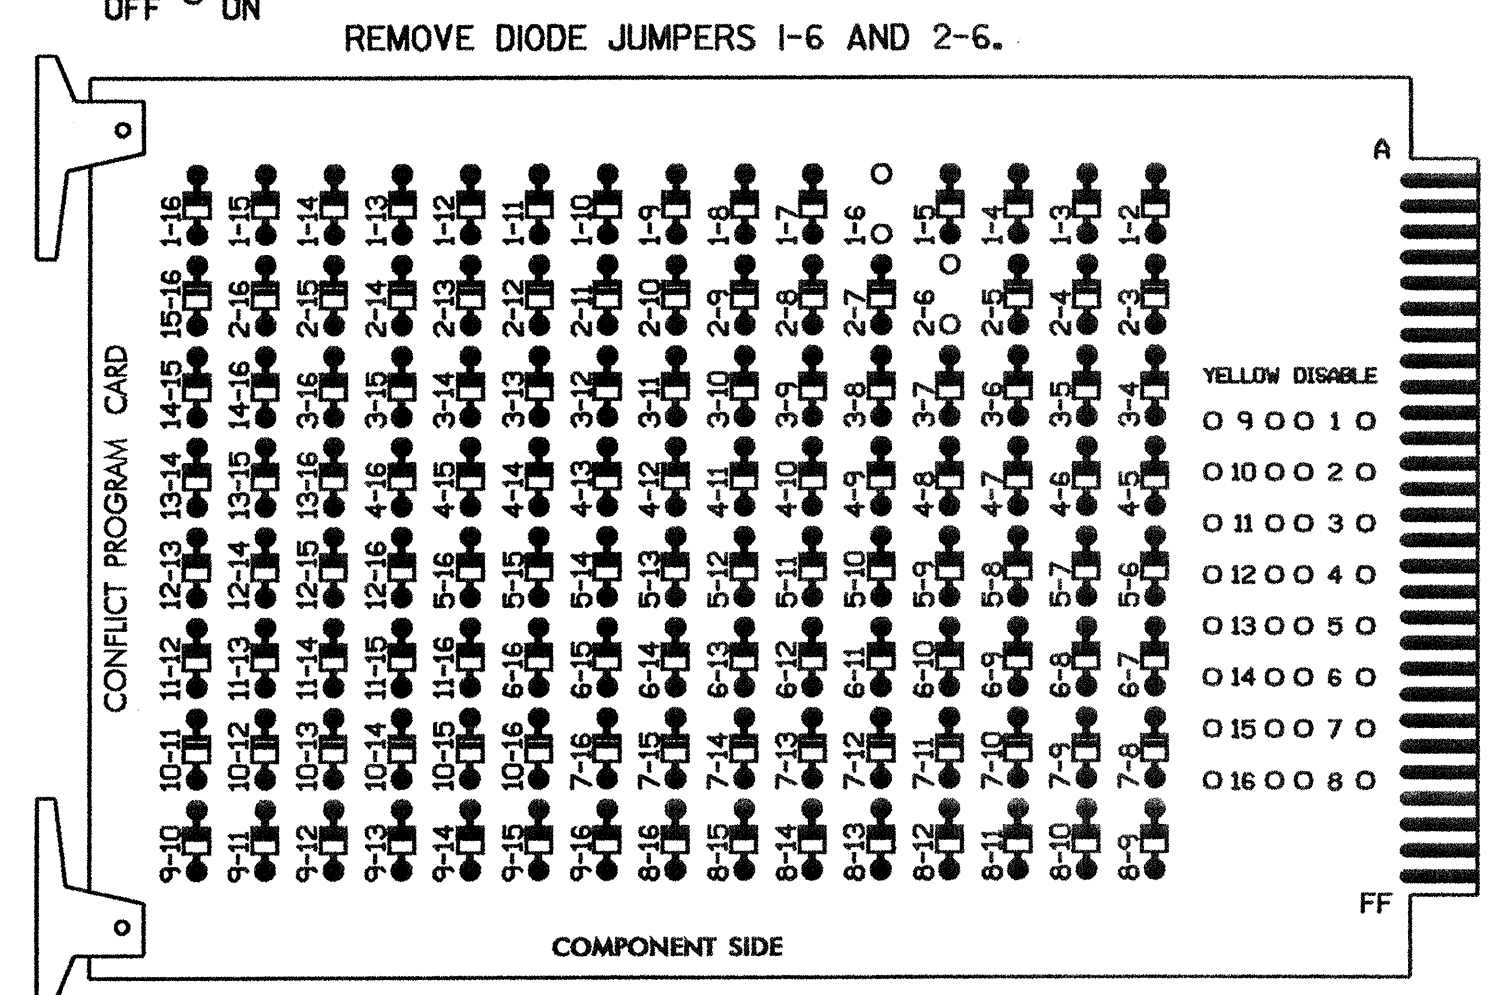 OFF ON
REMOVE DIODE JUMPERS 1-6 AND 2-6.
A
1-16 1-15 1-14 1-13 1-12 1-11 1-10 1-9 1-8 1-7 1-6 1-5 1-4 1-3 1-2
15-16 2-16 2-15 2-14 2-13 2-12 2-11 2-10 2-9 2-8 2-7 2-6 2-5 2-4 2-3
14-15 14-16 3-16 3-15 3-14 3-13 3-12 3-11 3-10 3-9 3-8 3-7 3-6 3-5 3-4
13-14 13-15 13-16 4-16 4-15 4-14 4-13 4-12 4-11 4-10 4-9 4-8 4-7 4-6 4-5
12-13 12-14 12-15 12-16 5-16 5-15 5-14 5-13 5-12 5-11 5-10 5-9 5-8 5-7 5-6
11-12 11-13 11-14 11-15 11-16 6-16 6-15 6-14 6-13 6-12 6-11 6-10 6-9 6-8 6-7
10-11 10-12 10-13 10-14 10-15 10-16 7-16 7-15 7-14 7-13 7-12 7-11 7-10 7-9 7-8
9-10 9-11 9-12 9-13 9-14 9-15 9-16 8-16 8-15 8-14 8-13 8-12 8-11 8-10 8-9
CONFLICT PROGRAM CARD
YELLOW DISABLE
9 1
10 2
11 3
12 4
13 5
14 6
15 7
16 8
FF
COMPONENT SIDE